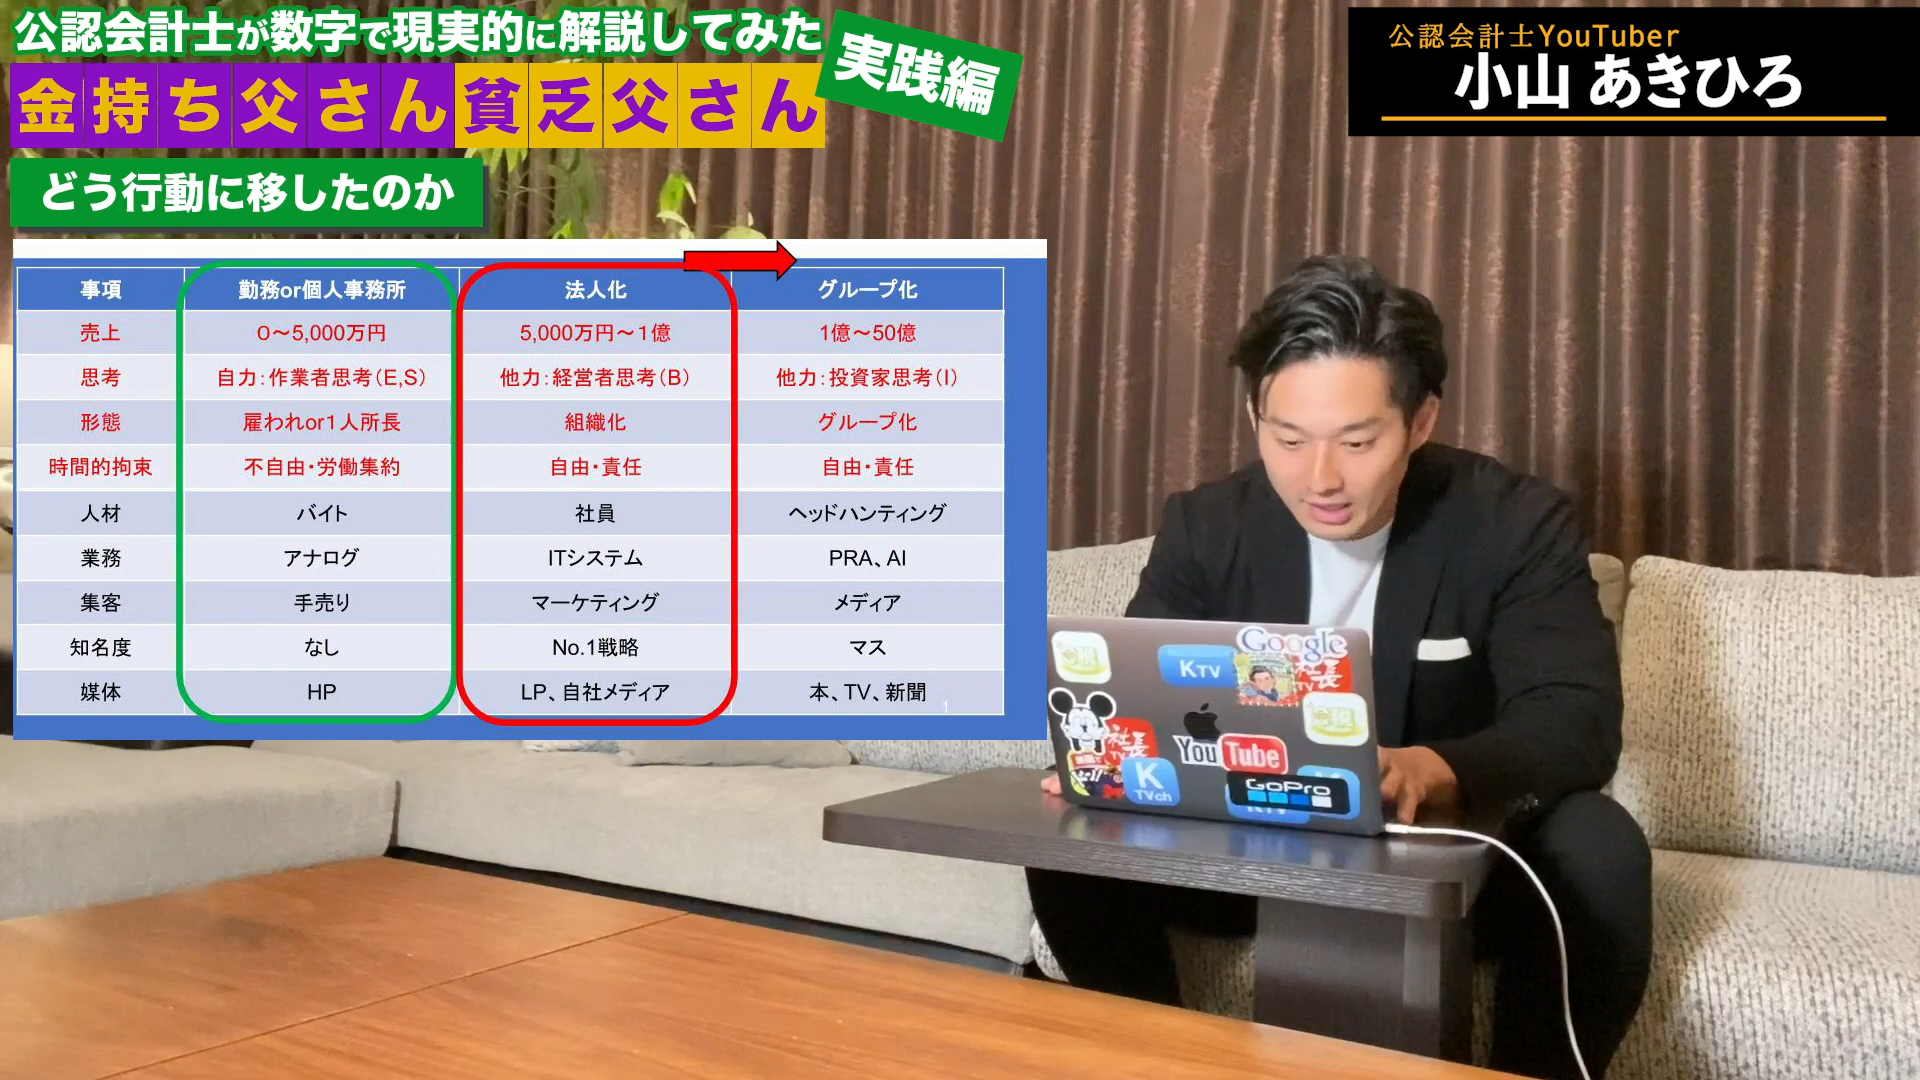 公認会計士が数字で現実的に解説してみた
金持ち父さん貧乏父さん
実践編
どう行動に移したのか
公認会計士YouTuber
小山 あきひろ
事項 勤務or個人事務所 法人化 グループ化
売上 0〜5,000万円 5,000万円〜1億 1億〜50億
思考 自力：作業者思考（E,S） 他力：経営者思考（B） 他力：投資家思考（I）
形態 雇われor1人所長 組織化 グループ化
時間的拘束 不自由・労働集約 自由・責任 自由・責任
人材 バイト 社員 ヘッドハンティング
業務 アナログ ITシステム PRA、AI
集客 手売り マーケティング メディア
知名度 なし No.1戦略 マス
媒体 HP LP、自社メディア 本、TV、新聞
1
Google
KTV
社長
TV
社長
TV
YouTube
K
TVch
GoPro
KTV